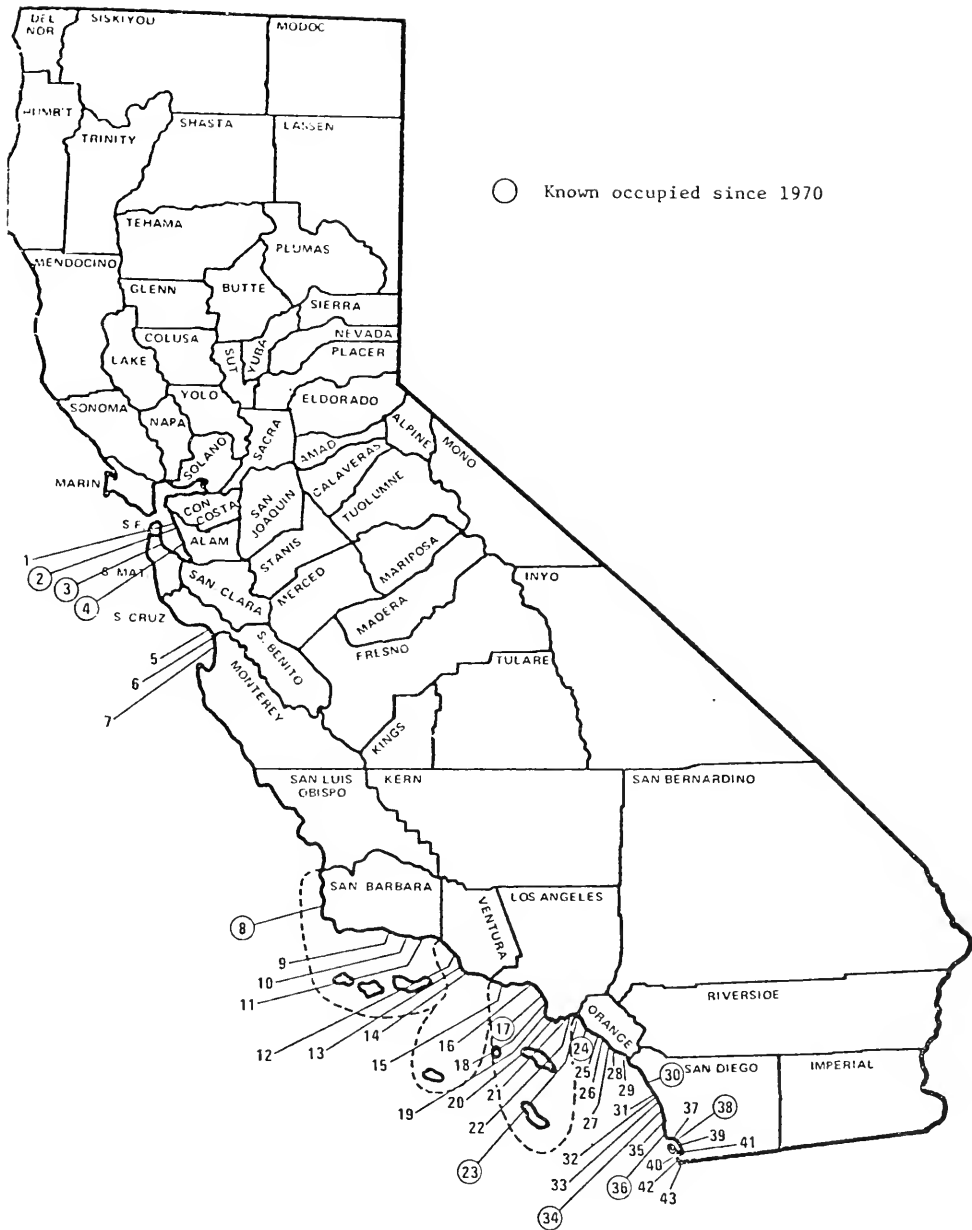 DEL
NOR
SISKIYOU
MODOC
HUMB'T
TRINITY
SHASTA
LASSEN
Known occupied since 1970
TEHAMA
PLUMAS
MENDOCINO
GLENN
BUTTE
SIERRA
NEVADA
PLACER
COLUSA
LAKE
SUT
YUBA
YOLO
ELDORADO
SONOMA
NAPA
SACRA
ALPINE
MONO
SOLANO
AMAD
CALAVERAS
MARIN
CON
COSTA
SAN
JOAQUIN
TUOLUMNE
S.F.
ALAM
STANIS
MARIPOSA
1
2
3
S. MAT.
4
SAN CLARA
MERCED
MADERA
INYO
S CRUZ
S. BENITO
FRESNO
TULARE
5
6
7
MONTEREY
KINGS
SAN LUIS
OBISPO
KERN
SAN BERNARDINO
SAN BARBARA
VENTURA
LOS ANGELES
8
9
10
11
12
13
14
15
16
17
18
19
20
21
22
23
24
25
26
27
28
29
ORANGE
RIVERSIDE
30
SAN DIEGO
IMPERIAL
31
32
33
34
35
36
37
38
39
40
41
42
43